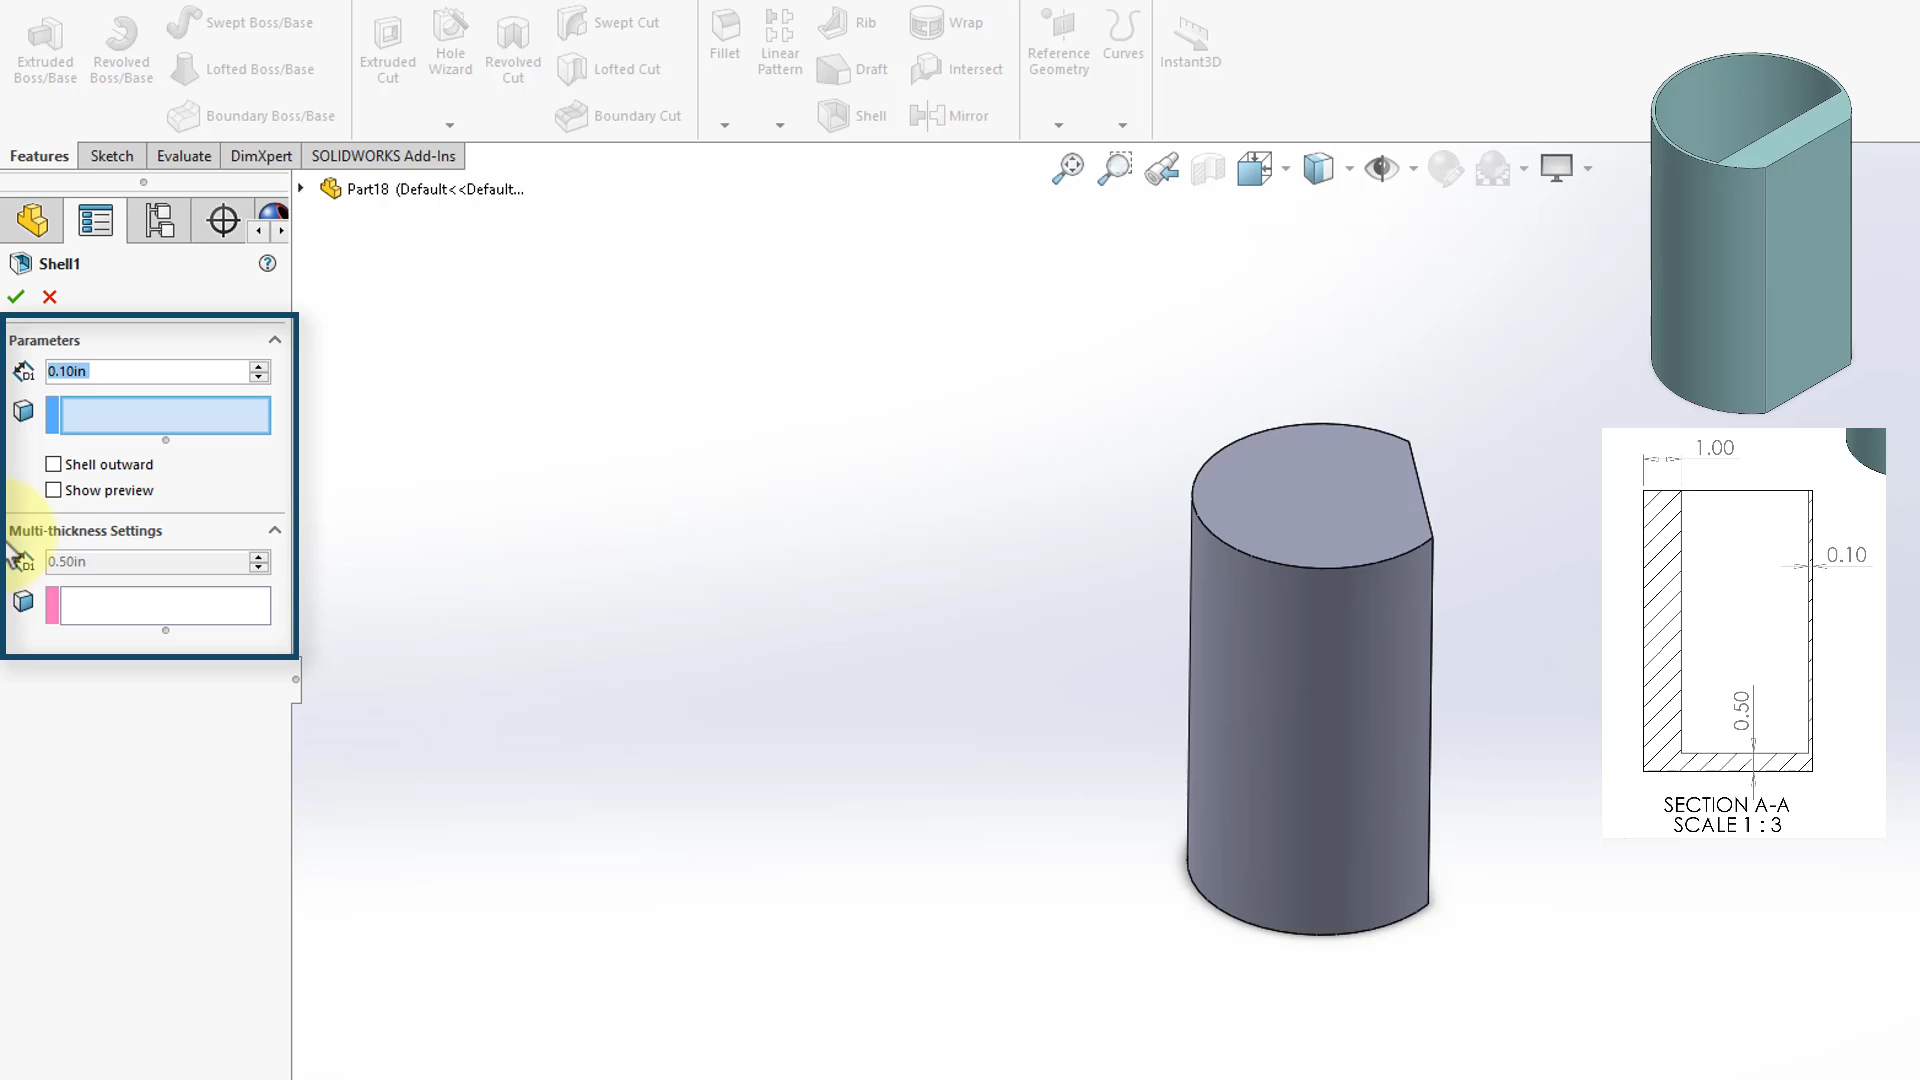 Extruded Boss/Base
Revolved Boss/Base
Swept Boss/Base
Lofted Boss/Base
Boundary Boss/Base
Extruded Cut
Hole Wizard
Revolved Cut
Swept Cut
Lofted Cut
Boundary Cut
Fillet
Linear Pattern
Rib
Draft
Shell
Wrap
Intersect
Mirror
Reference Geometry
Curves
Instant3D
Features
Sketch
Evaluate
DimXpert
SOLIDWORKS Add-Ins
Part18 (Default<<Default...
Shell1
Parameters
D1
0.10in
Shell outward
Show preview
Multi-thickness Settings
D1
0.50in
1.00
0.10
0.50
SECTION A-A
SCALE 1 : 3